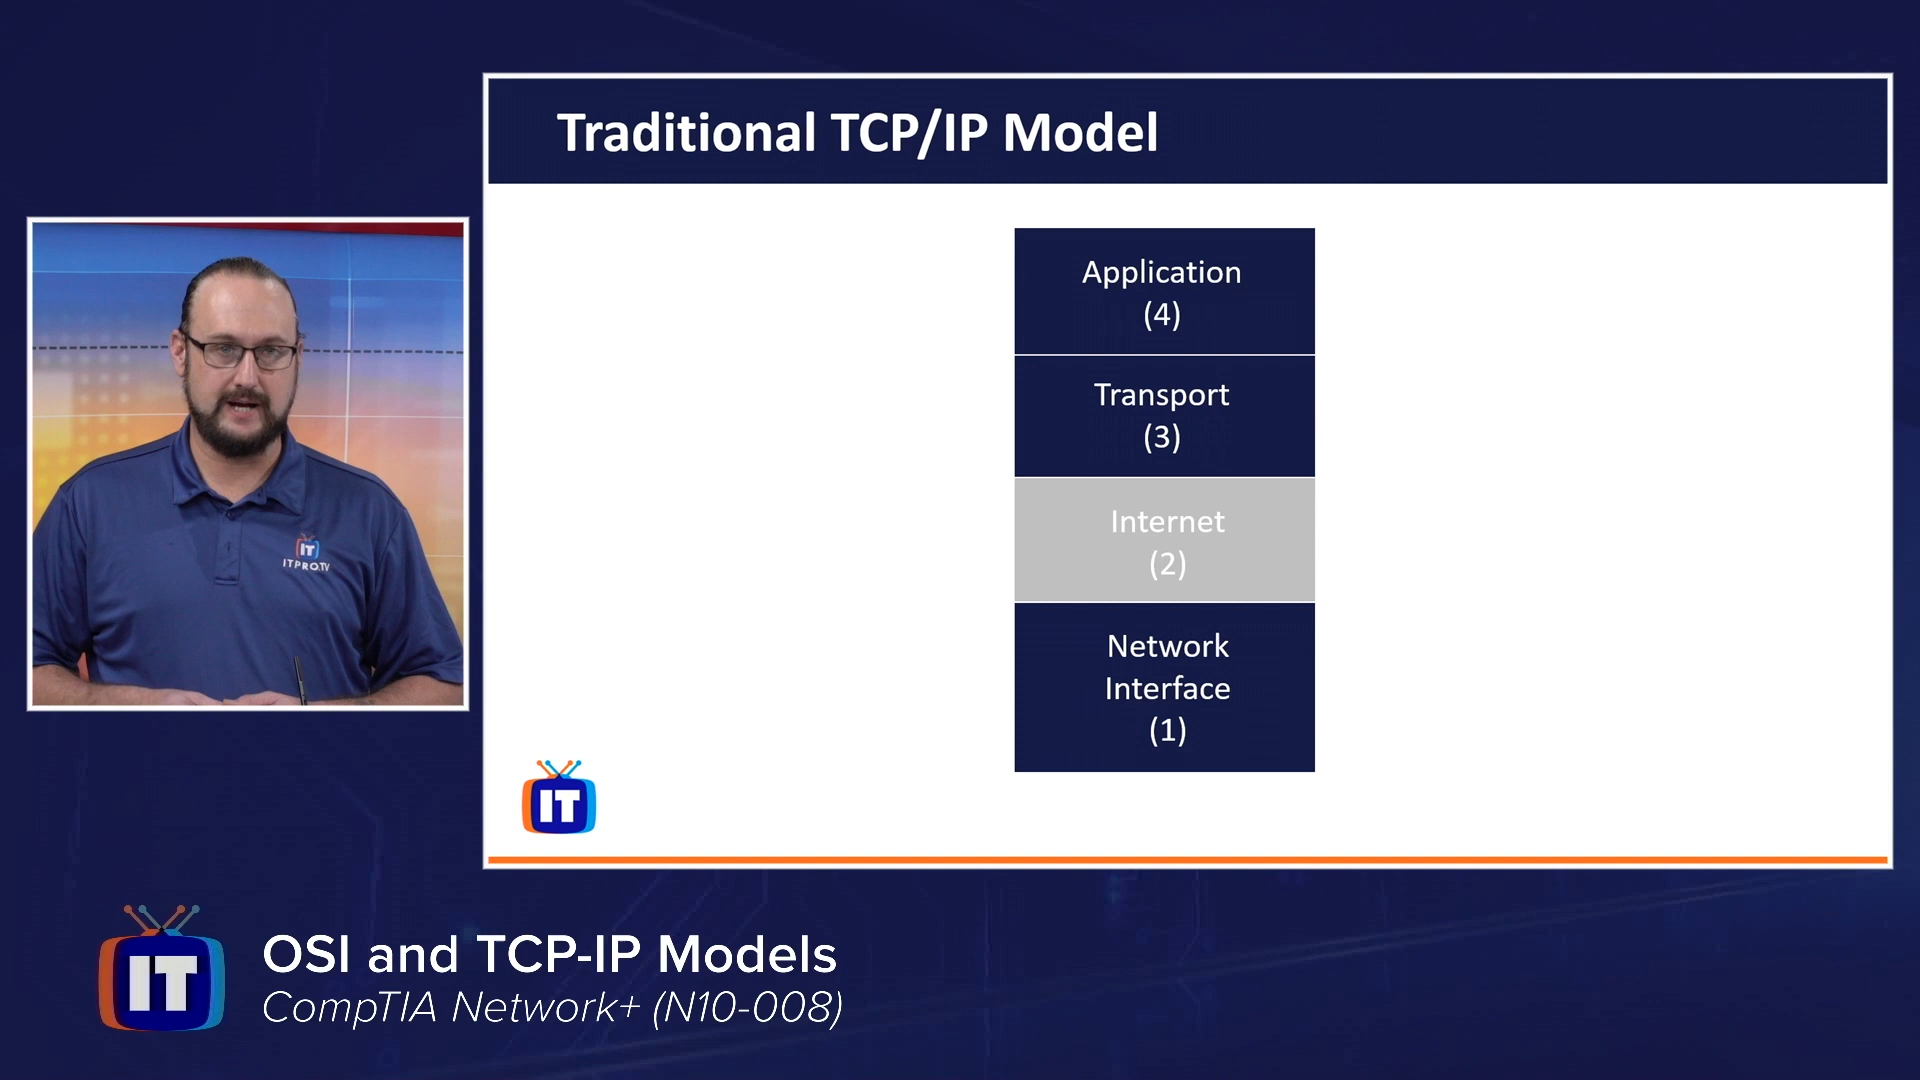 Traditional TCP/IP Model
Application
(4)
Transport
(3)
Internet
(2)
Network
Interface
(1)
IT
ITPRO.TV
IT
IT
OSI and TCP-IP Models
CompTIA Network+ (N10-008)